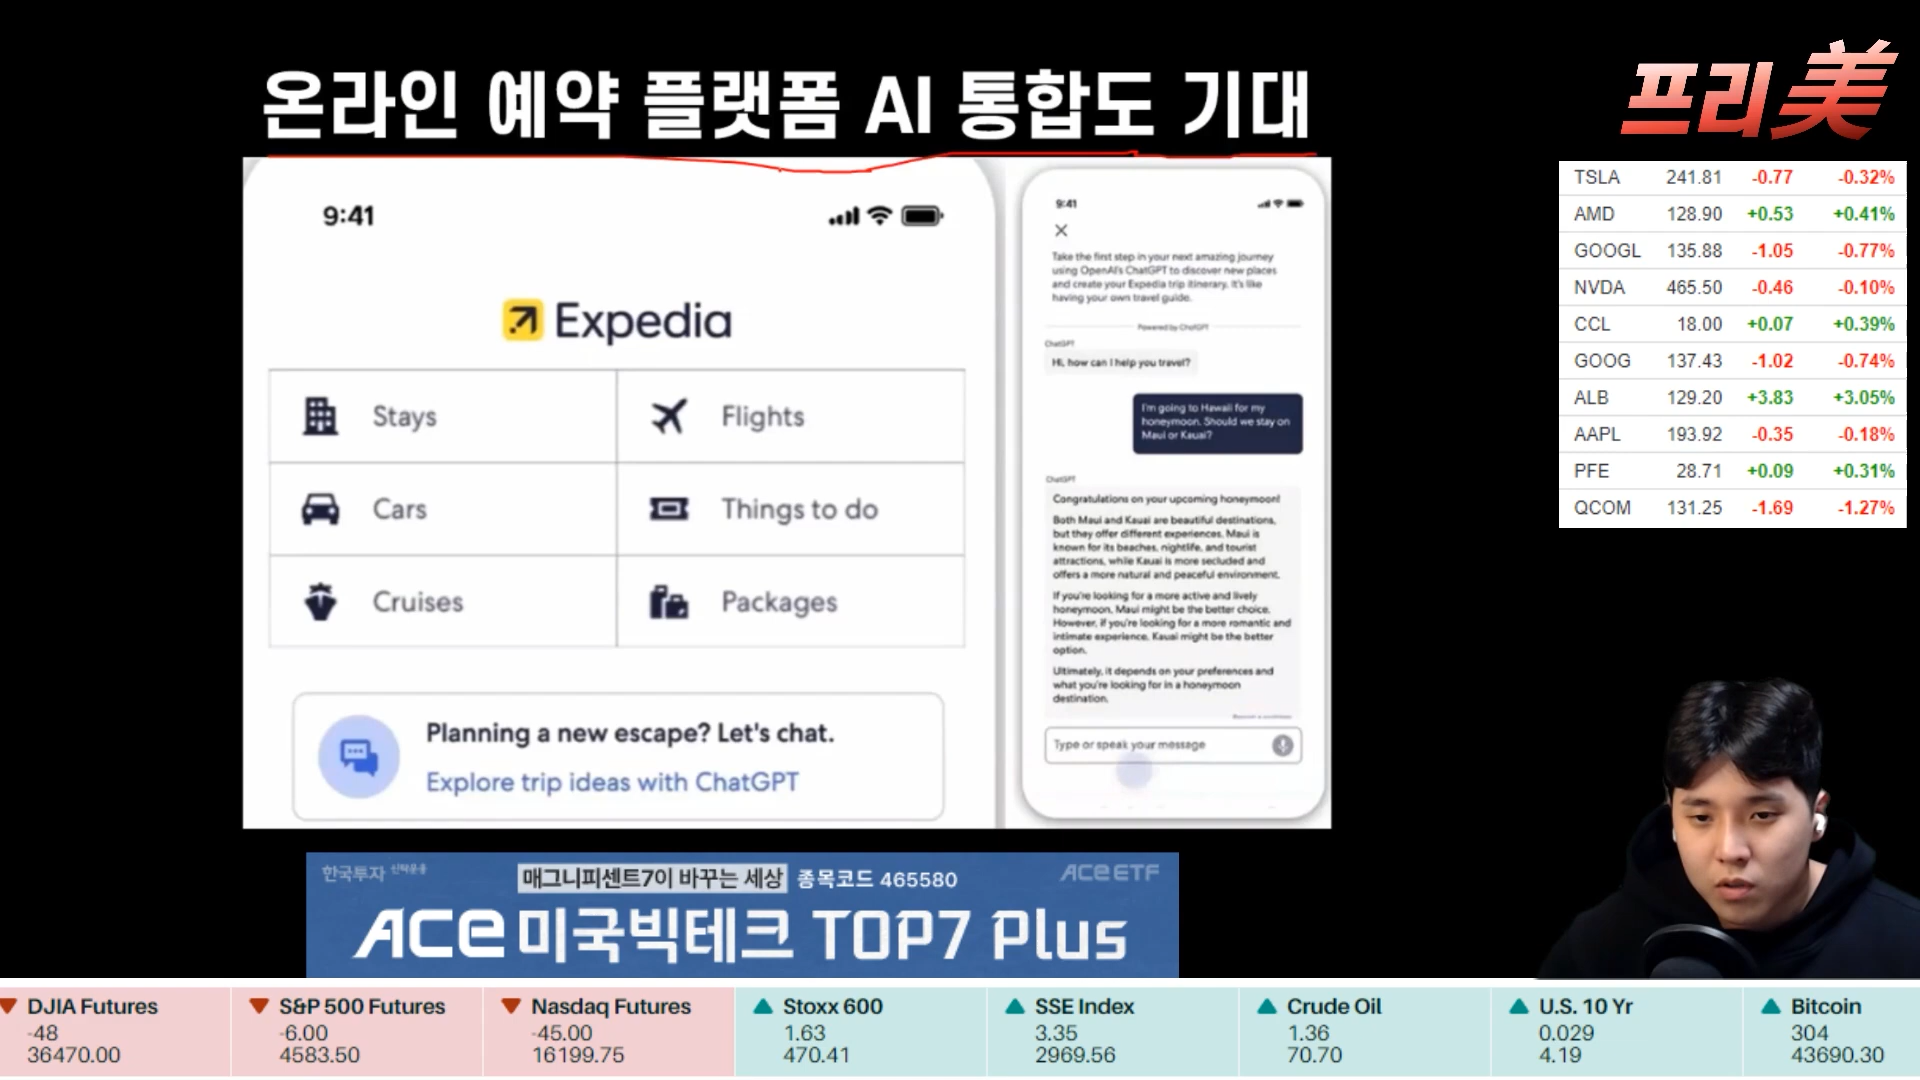 온라인 예약 플랫폼 AI 통합도 기대
프리美
9:41
Expedia
Stays
Flights
Cars
Things to do
Cruises
Packages
Planning a new escape? Let's chat.
Explore trip ideas with ChatGPT
9:41
Take the first step in your next amazing journey
using OpenAI's ChatGPT to discover new places
and create your Expedia trip itinerary. It's like
having your own travel guide.
Powered by ChatGPT
ChatGPT
Hi, how can I help you travel?
I'm going to Hawaii for my
honeymoon. Should we stay on
Maui or Kauai?
ChatGPT
Congratulations on your upcoming honeymoon!
Both Maui and Kauai are beautiful destinations,
but they offer different experiences. Maui is
known for its beaches, nightlife, and tourist
attractions, while Kauai is more secluded and
offers a more natural and peaceful environment.
If you're looking for a more active and lively
honeymoon, Maui might be the better choice.
However, if you're looking for a more romantic and
intimate experience, Kauai might be the better
option.
Ultimately, it depends on your preferences and
what you're looking for in a honeymoon
destination.
Type or speak your message
TSLA 241.81 -0.77 -0.32%
AMD 128.90 +0.53 +0.41%
GOOGL 135.88 -1.05 -0.77%
NVDA 465.50 -0.46 -0.10%
CCL 18.00 +0.07 +0.39%
GOOG 137.43 -1.02 -0.74%
ALB 129.20 +3.83 +3.05%
AAPL 193.92 -0.35 -0.18%
PFE 28.71 +0.09 +0.31%
QCOM 131.25 -1.69 -1.27%
한국투자 신탁운용
매그니피센트7이 바꾸는 세상 종목코드 465580
ACE ETF
ACE 미국빅테크 TOP7 Plus
DJIA Futures
-48
36470.00
S&P 500 Futures
-6.00
4583.50
Nasdaq Futures
-45.00
16199.75
Stoxx 600
1.63
470.41
SSE Index
3.35
2969.56
Crude Oil
1.36
70.70
U.S. 10 Yr
0.029
4.19
Bitcoin
304
43690.30